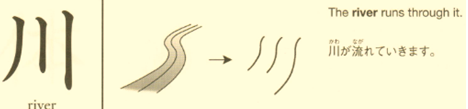 川
river
The river runs through it.
かわ なが
川が流れていきます。